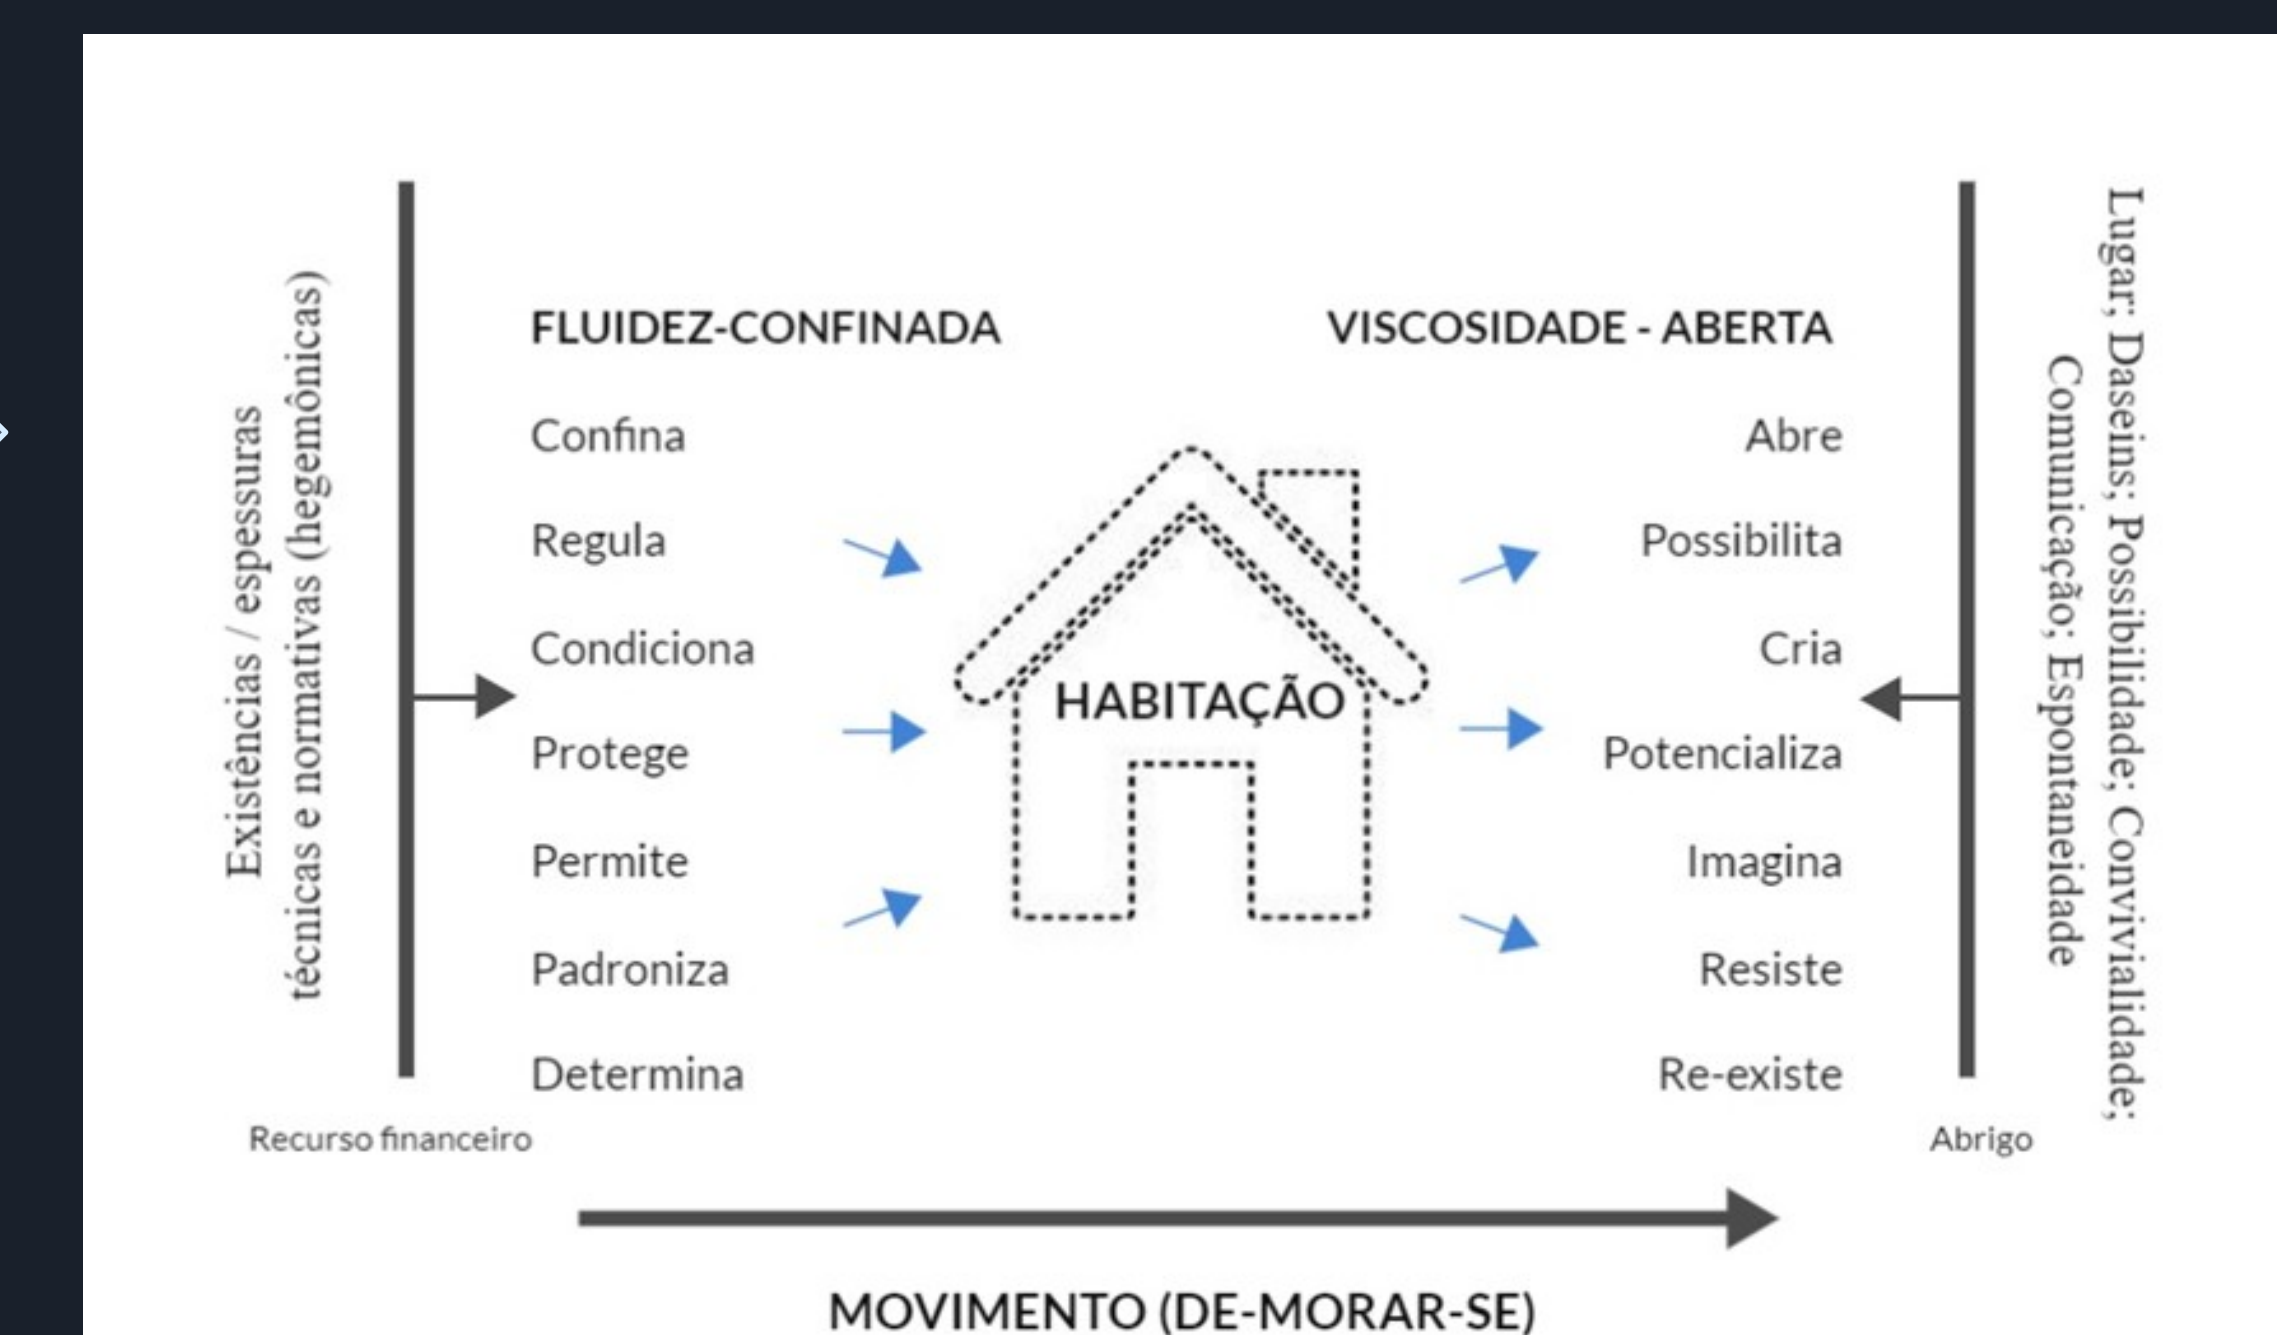 Existências / espessuras
técnicas e normativas (hegemônicas)
FLUIDEZ-CONFINADA
Confina
Regula
Condiciona
Protege
Permite
Padroniza
Determina
Recurso financeiro
HABITAÇÃO
VISCOSIDADE - ABERTA
Abre
Possibilita
Cria
Potencializa
Imagina
Resiste
Re-existe
Abrigo
Lugar; Daseins; Possibilidade; Convivialidade;
Comunicação; Espontaneidade
MOVIMENTO (DE-MORAR-SE)